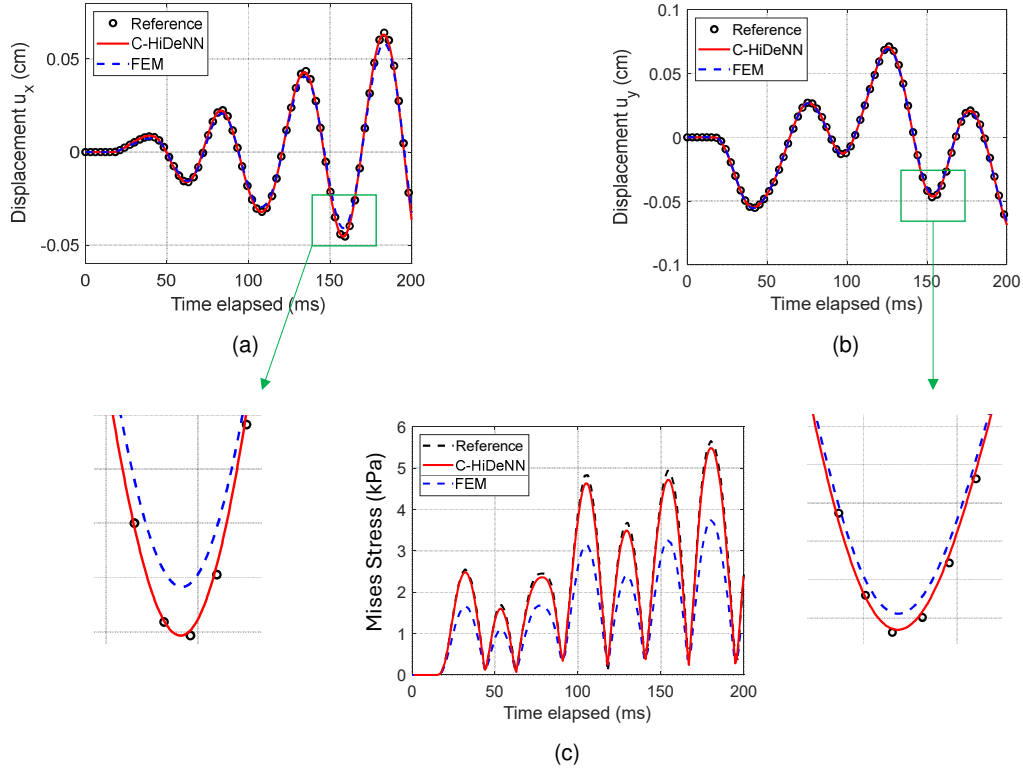 Reference
C-HiDeNN
FEM
0.05
0
-0.05
Displacement u_x (cm)
0 50 100 150 200
Time elapsed (ms)
(a)
0.1
Reference
C-HiDeNN
FEM
0.05
0
-0.05
-0.1
Displacement u_y (cm)
0 50 100 150 200
Time elapsed (ms)
(b)
6
Reference
C-HiDeNN
FEM
5
4
3
2
1
0
Mises Stress (kPa)
0 50 100 150 200
Time elapsed (ms)
(c)